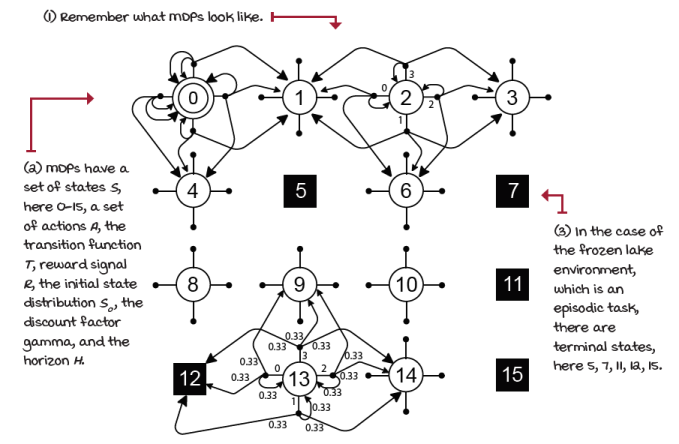 (1) Remember what MDPs look like.
0
1
0
3
2
2
1
3
(2) MDPs have a
set of states S,
here 0-15, a set
of actions A, the
transition function
T, reward signal
R, the initial state
distribution S₀, the
discount factor
gamma, and the
horizon H.
4
5
6
7
(3) In the case of
the frozen lake
environment,
which is an
episodic task,
there are
terminal states,
here 5, 7, 11, 12, 15.
8
9
10
11
0.33
0.33
0.33
0.33
0.33
3
0.33
12
0.33
0
13
2
0.33
14
15
0.33
1
0.33
0.33
0.33
0.33